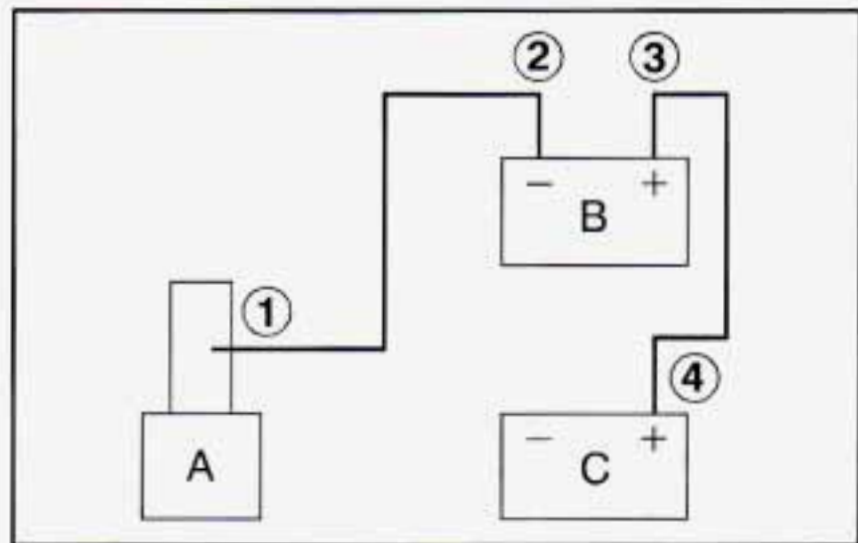 ② ③
− +
B
①
④
− +
A C